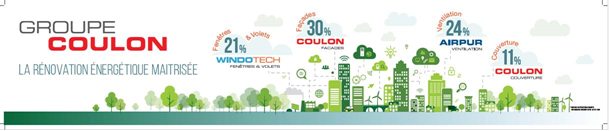 GROUPE
COULON
LA RÉNOVATION ÉNERGÉTIQUE MAITRISÉE
Fenêtres & Volets
21%
WINDOTECH
FENÊTRES & VOLETS
Façades
30%
COULON
FACADES
Ventilation
24%
AIRPUR
VENTILATION
Couverture
11%
COULON
COUVERTURE